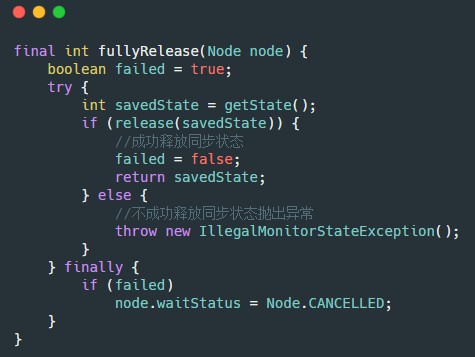 final int fullyRelease(Node node) {
    boolean failed = true;
    try {
        int savedState = getState();
        if (release(savedState)) {
            //成功释放同步状态
            failed = false;
            return savedState;
        } else {
            //不成功释放同步状态抛出异常
            throw new IllegalMonitorStateException();
        }
    } finally {
        if (failed)
            node.waitStatus = Node.CANCELLED;
    }
}